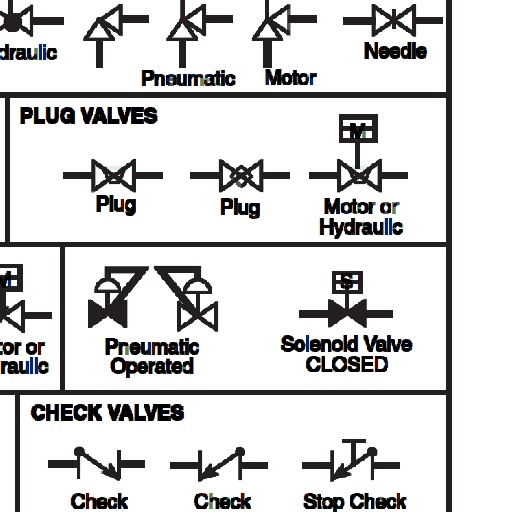 draulic
Pneumatic
Motor
Needle
PLUG VALVES
M
Plug
Plug
Motor or
Hydraulic
M
tor or
raulic
Pneumatic
Operated
S
Solenoid Valve
CLOSED
CHECK VALVES
Check
Check
Stop Check